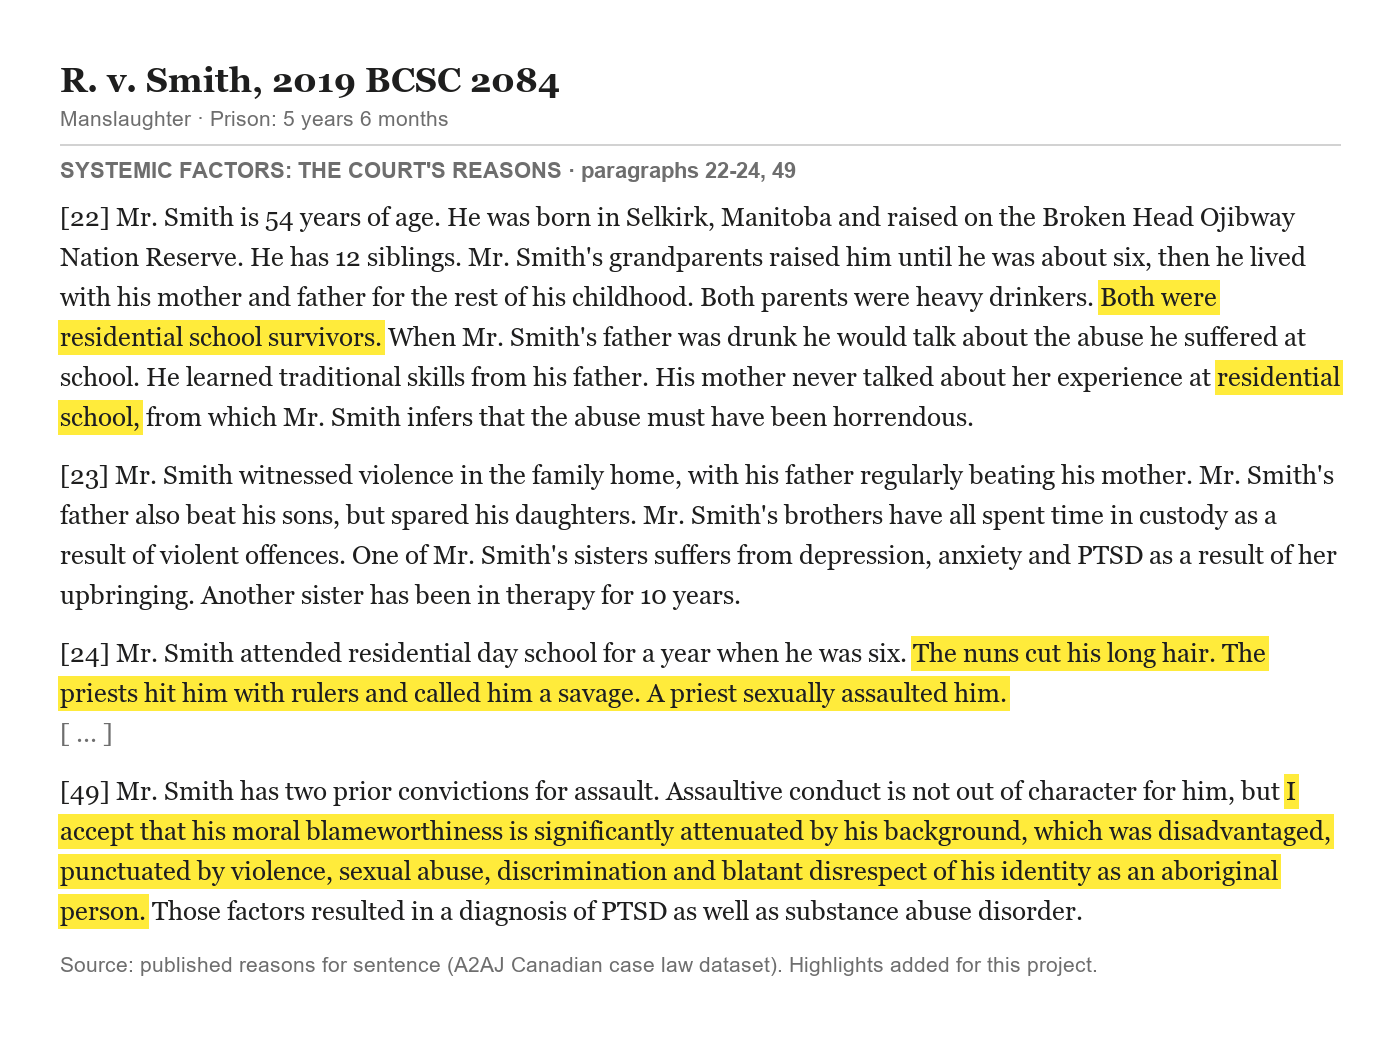 R. v. Smith, 2019 BCSC 2084
Manslaughter · Prison: 5 years 6 months
SYSTEMIC FACTORS: THE COURT'S REASONS · paragraphs 22-24, 49
[22] Mr. Smith is 54 years of age. He was born in Selkirk, Manitoba and raised on the Broken Head Ojibway
Nation Reserve. He has 12 siblings. Mr. Smith's grandparents raised him until he was about six, then he lived
with his mother and father for the rest of his childhood. Both parents were heavy drinkers. Both were
residential school survivors. When Mr. Smith's father was drunk he would talk about the abuse he suffered at
school. He learned traditional skills from his father. His mother never talked about her experience at residential
school, from which Mr. Smith infers that the abuse must have been horrendous.
[23] Mr. Smith witnessed violence in the family home, with his father regularly beating his mother. Mr. Smith's
father also beat his sons, but spared his daughters. Mr. Smith's brothers have all spent time in custody as a
result of violent offences. One of Mr. Smith's sisters suffers from depression, anxiety and PTSD as a result of her
upbringing. Another sister has been in therapy for 10 years.
[24] Mr. Smith attended residential day school for a year when he was six. The nuns cut his long hair. The
priests hit him with rulers and called him a savage. A priest sexually assaulted him.
[ ... ]
[49] Mr. Smith has two prior convictions for assault. Assaultive conduct is not out of character for him, but I
accept that his moral blameworthiness is significantly attenuated by his background, which was disadvantaged,
punctuated by violence, sexual abuse, discrimination and blatant disrespect of his identity as an aboriginal
person. Those factors resulted in a diagnosis of PTSD as well as substance abuse disorder.
Source: published reasons for sentence (A2AJ Canadian case law dataset). Highlights added for this project.